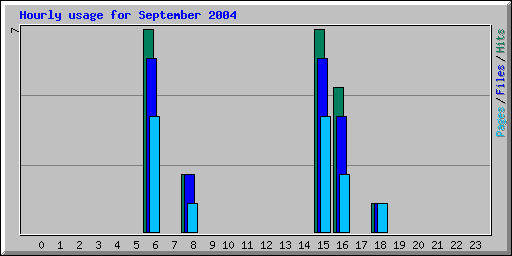 Hourly usage for September 2004
7
Pages / Files / Hits
0 1 2 3 4 5 6 7 8 9 10 11 12 13 14 15 16 17 18 19 20 21 22 23